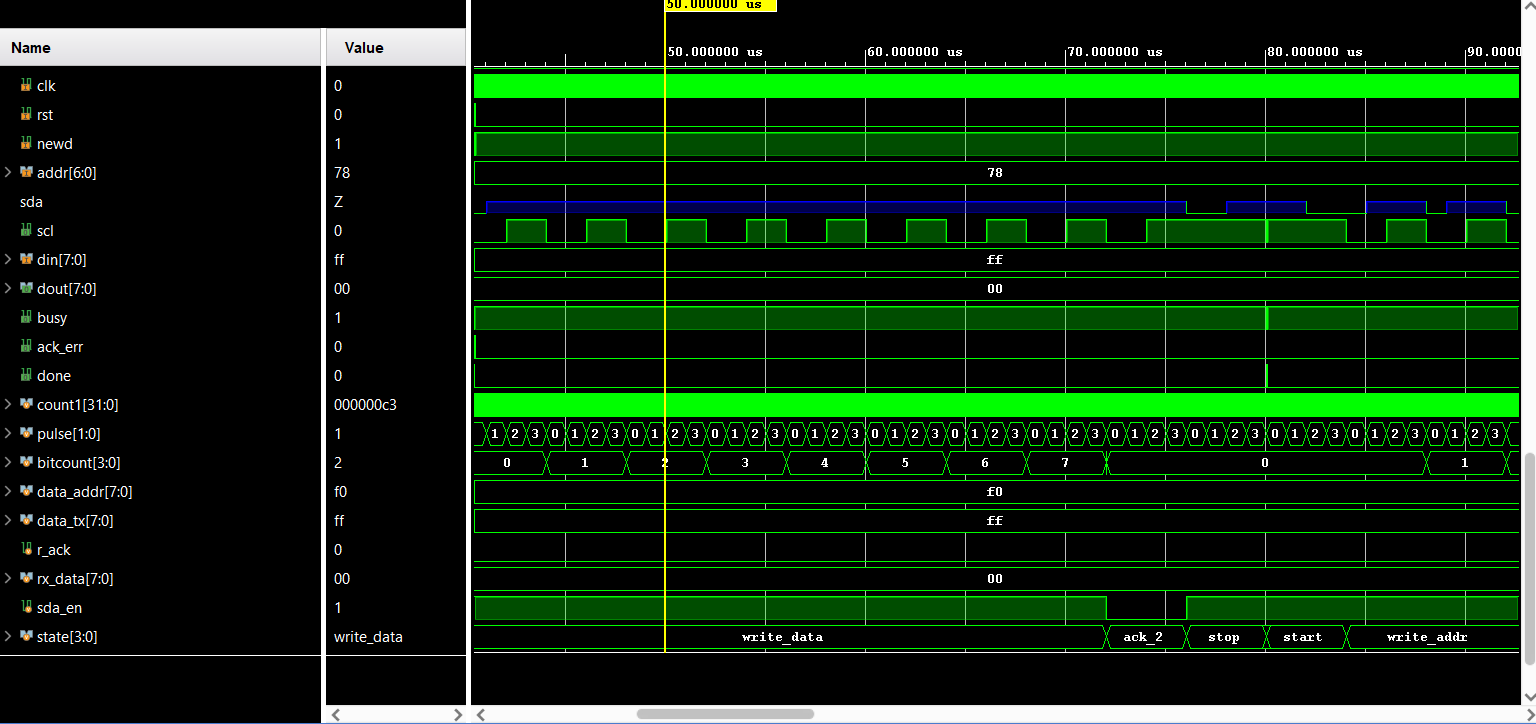 50.000000 us
Name Value 50.000000 us 60.000000 us 70.000000 us 80.000000 us 90.0000
clk 0
rst 0
newd 1
addr[6:0] 78 78
sda Z
scl 0
din[7:0] ff ff
dout[7:0] 00 00
busy 1
ack_err 0
done 0
count1[31:0] 000000c3
pulse[1:0] 1 1 2 3 0 1 2 3 0 1 2 3 0 1 2 3 0 1 2 3 0 1 2 3 0 1 2 3 0 1 2 3 0 1 2 3 0 1 2 3 0 1 2 3 0 1 2 3 0 1 2 3
bitcount[3:0] 2 0 1 2 3 4 5 6 7 0 1
data_addr[7:0] f0 f0
data_tx[7:0] ff ff
r_ack 0
rx_data[7:0] 00 00
sda_en 1
state[3:0] write_data write_data ack_2 stop start write_addr